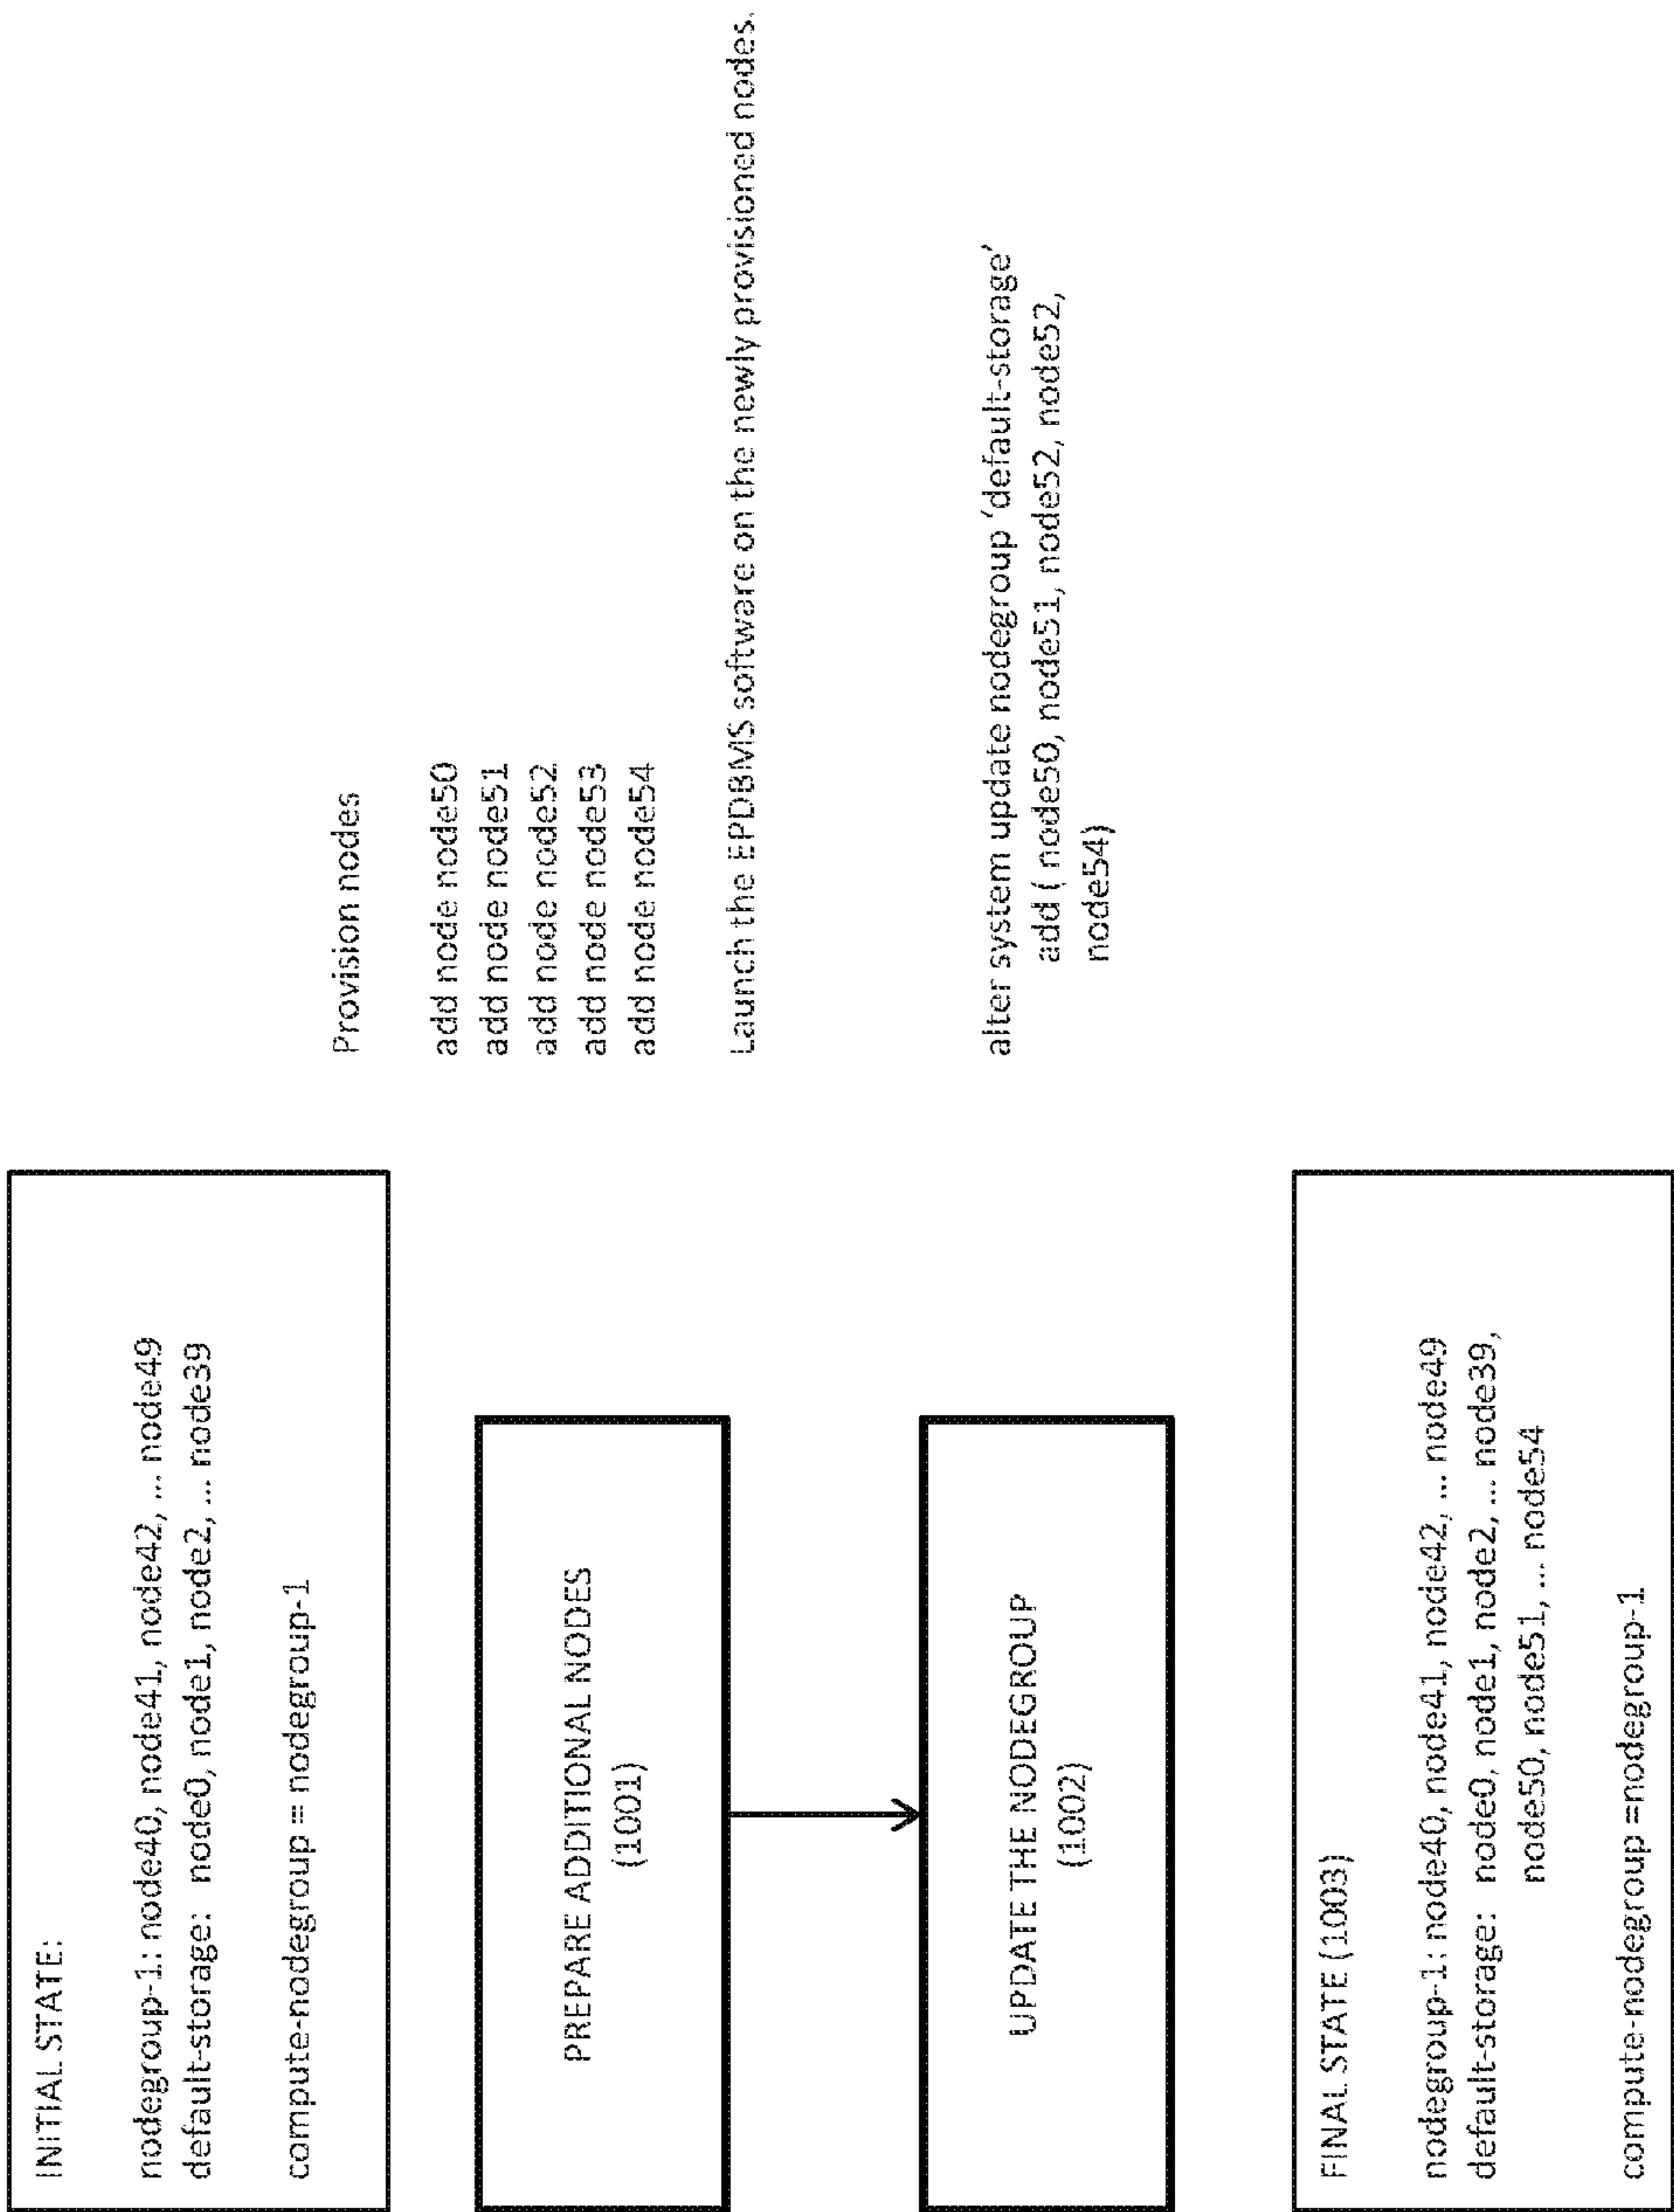 INITIAL STATE:
nodegroup-1: node40, node41, node42, ... node49
default-storage: node0, node1, node2, ... node39
compute-nodegroup = nodegroup-1
Provision nodes
PREPARE ADDITIONAL NODES
(1001)
add node node50
add node node51
add node node52
add node node53
add node node54
Launch the EPDBMS software on the newly provisioned nodes.
UPDATE THE NODEGROUP
(1002)
alter system update nodegroup ‘default-storage’
add ( node50, node51, node52, node52,
node54)
FINAL STATE (1003)
nodegroup-1: node40, node41, node42, ... node49
default-storage: node0, node1, node2, ... node39,
node50, node51, ... node54
compute-nodegroup =nodegroup-1